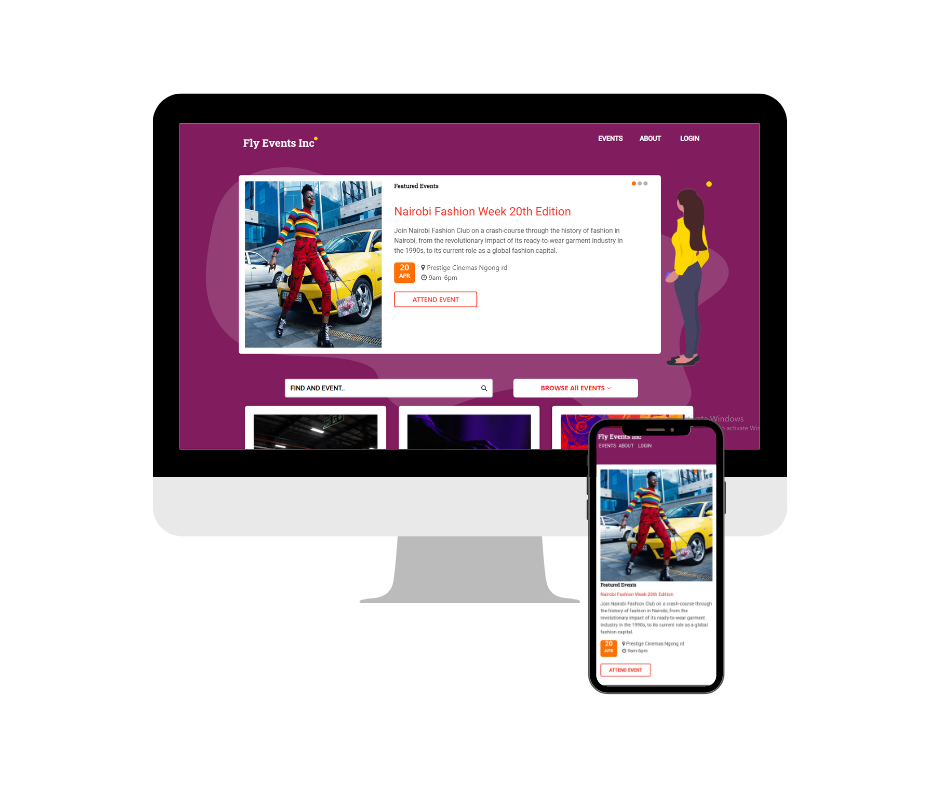 Fly Events Inc
EVENTS ABOUT LOGIN
Featured Events
Nairobi Fashion Week 20th Edition
Join Nairobi Fashion Club on a crash-course through the history of fashion in
Nairobi, from the revolutionary impact of its ready-to-wear garment industry in
the 1990s, to its current role as a global fashion capital.
20
APR
Prestige Cinemas Ngong rd
9am 6pm
ATTEND EVENT
FIND AND EVENT..
BROWSE All EVENTS
Windows
activate
Fly Events Inc
EVENTS ABOUT LOGIN
Featured Events
Nairobi Fashion Week 20th Edition
Join Nairobi Fashion Club on a crash-course through
the history of fashion in Nairobi, from the
revolutionary impact of its ready-to-wear garment
industry in the 1990s, to its current role as a global
fashion capital.
20
APR
Prestige Cinemas Ngong rd
9am 6pm
ATTEND EVENT